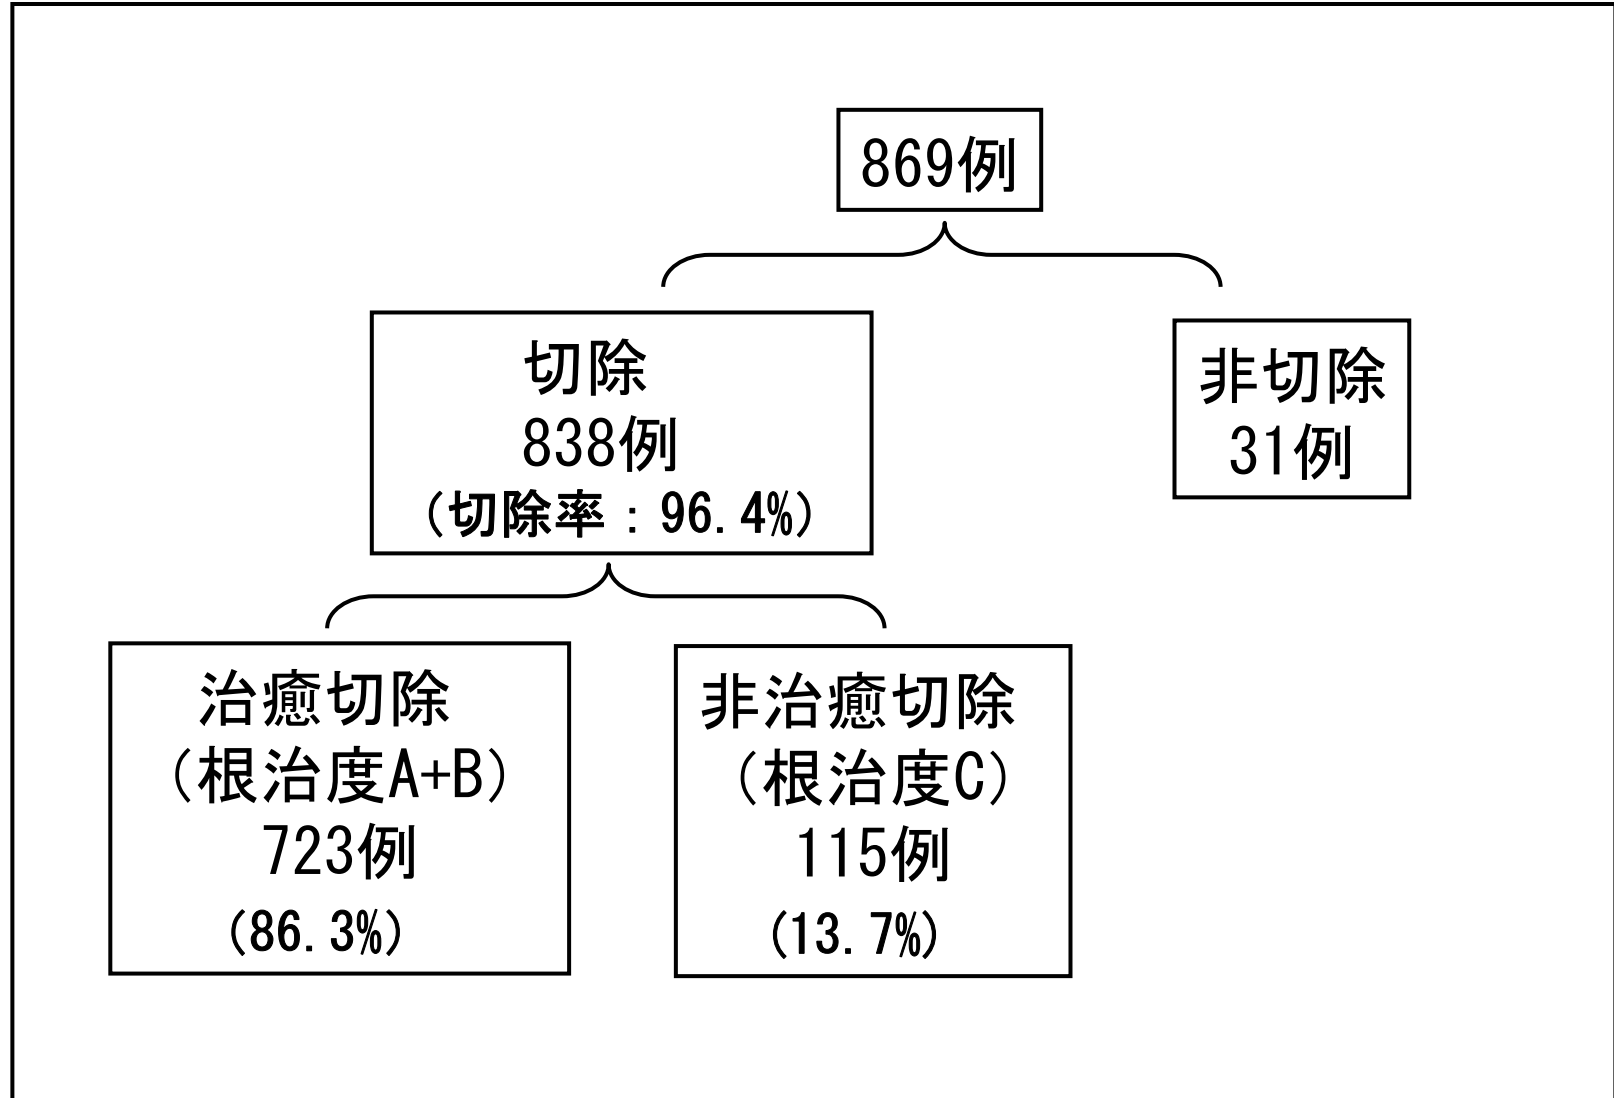 869例
切除
838例
(切除率：96.4%)
非切除
31例
治癒切除
(根治度A+B)
723例
(86.3%)
非治癒切除
(根治度C)
115例
(13.7%)